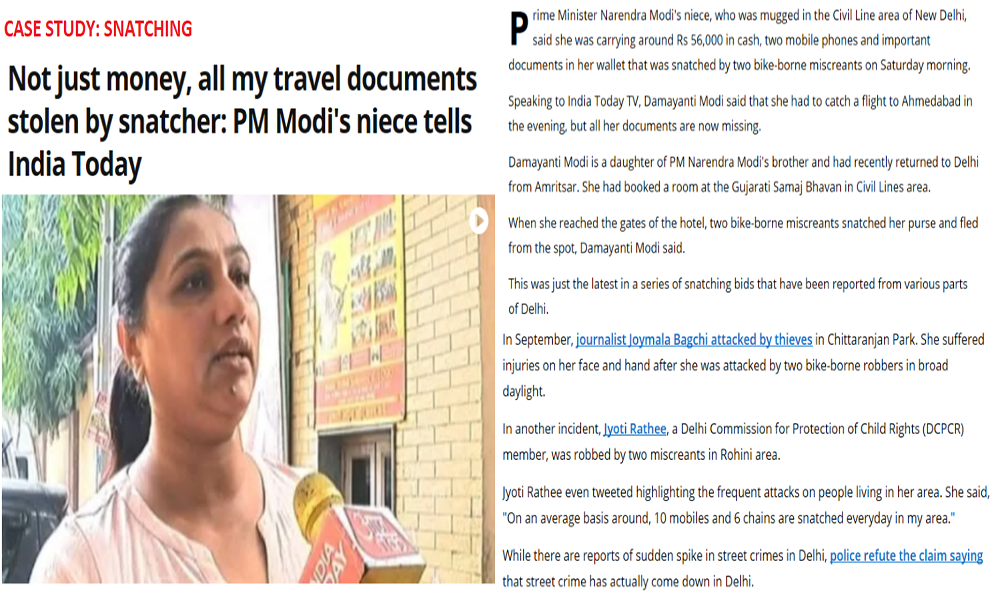 CASE STUDY: SNATCHING
Not just money, all my travel documents
stolen by snatcher: PM Modi's niece tells
India Today
INDIA
TODAY
Prime Minister Narendra Modi's niece, who was mugged in the Civil Line area of New Delhi,
said she was carrying around Rs 56,000 in cash, two mobile phones and important
documents in her wallet that was snatched by two bike-borne miscreants on Saturday morning.
Speaking to India Today TV, Damayanti Modi said that she had to catch a flight to Ahmedabad in
the evening, but all her documents are now missing.
Damayanti Modi is a daughter of PM Narendra Modi's brother and had recently returned to Delhi
from Amritsar. She had booked a room at the Gujarati Samaj Bhavan in Civil Lines area.
When she reached the gates of the hotel, two bike-borne miscreants snatched her purse and fled
from the spot, Damayanti Modi said.
This was just the latest in a series of snatching bids that have been reported from various parts
of Delhi.
In September, journalist Joymala Bagchi attacked by thieves in Chittaranjan Park. She suffered
injuries on her face and hand after she was attacked by two bike-borne robbers in broad
daylight.
In another incident, Jyoti Rathee, a Delhi Commission for Protection of Child Rights (DCPCR)
member, was robbed by two miscreants in Rohini area.
Jyoti Rathee even tweeted highlighting the frequent attacks on people living in her area. She said,
"On an average basis around, 10 mobiles and 6 chains are snatched everyday in my area."
While there are reports of sudden spike in street crimes in Delhi, police refute the claim saying
that street crime has actually come down in Delhi.